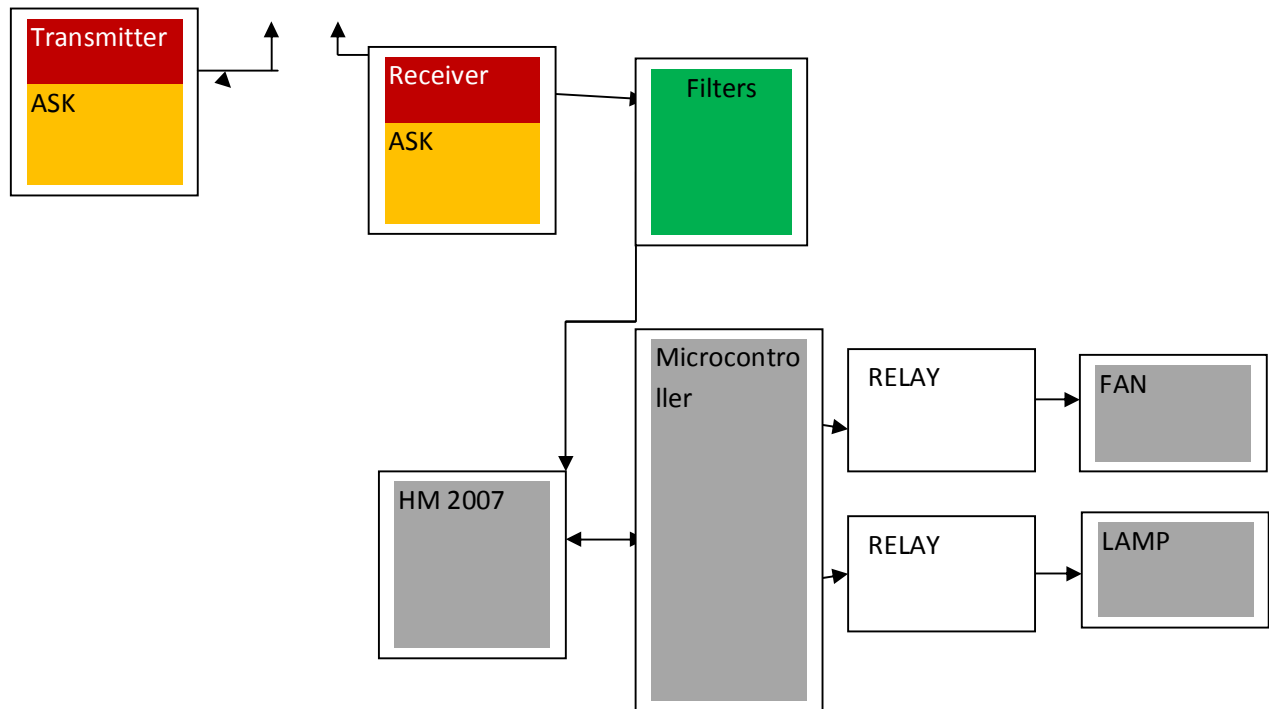 Transmitter
ASK
Receiver
ASK
Filters
Microcontro
ller
RELAY
FAN
HM 2007
RELAY
LAMP